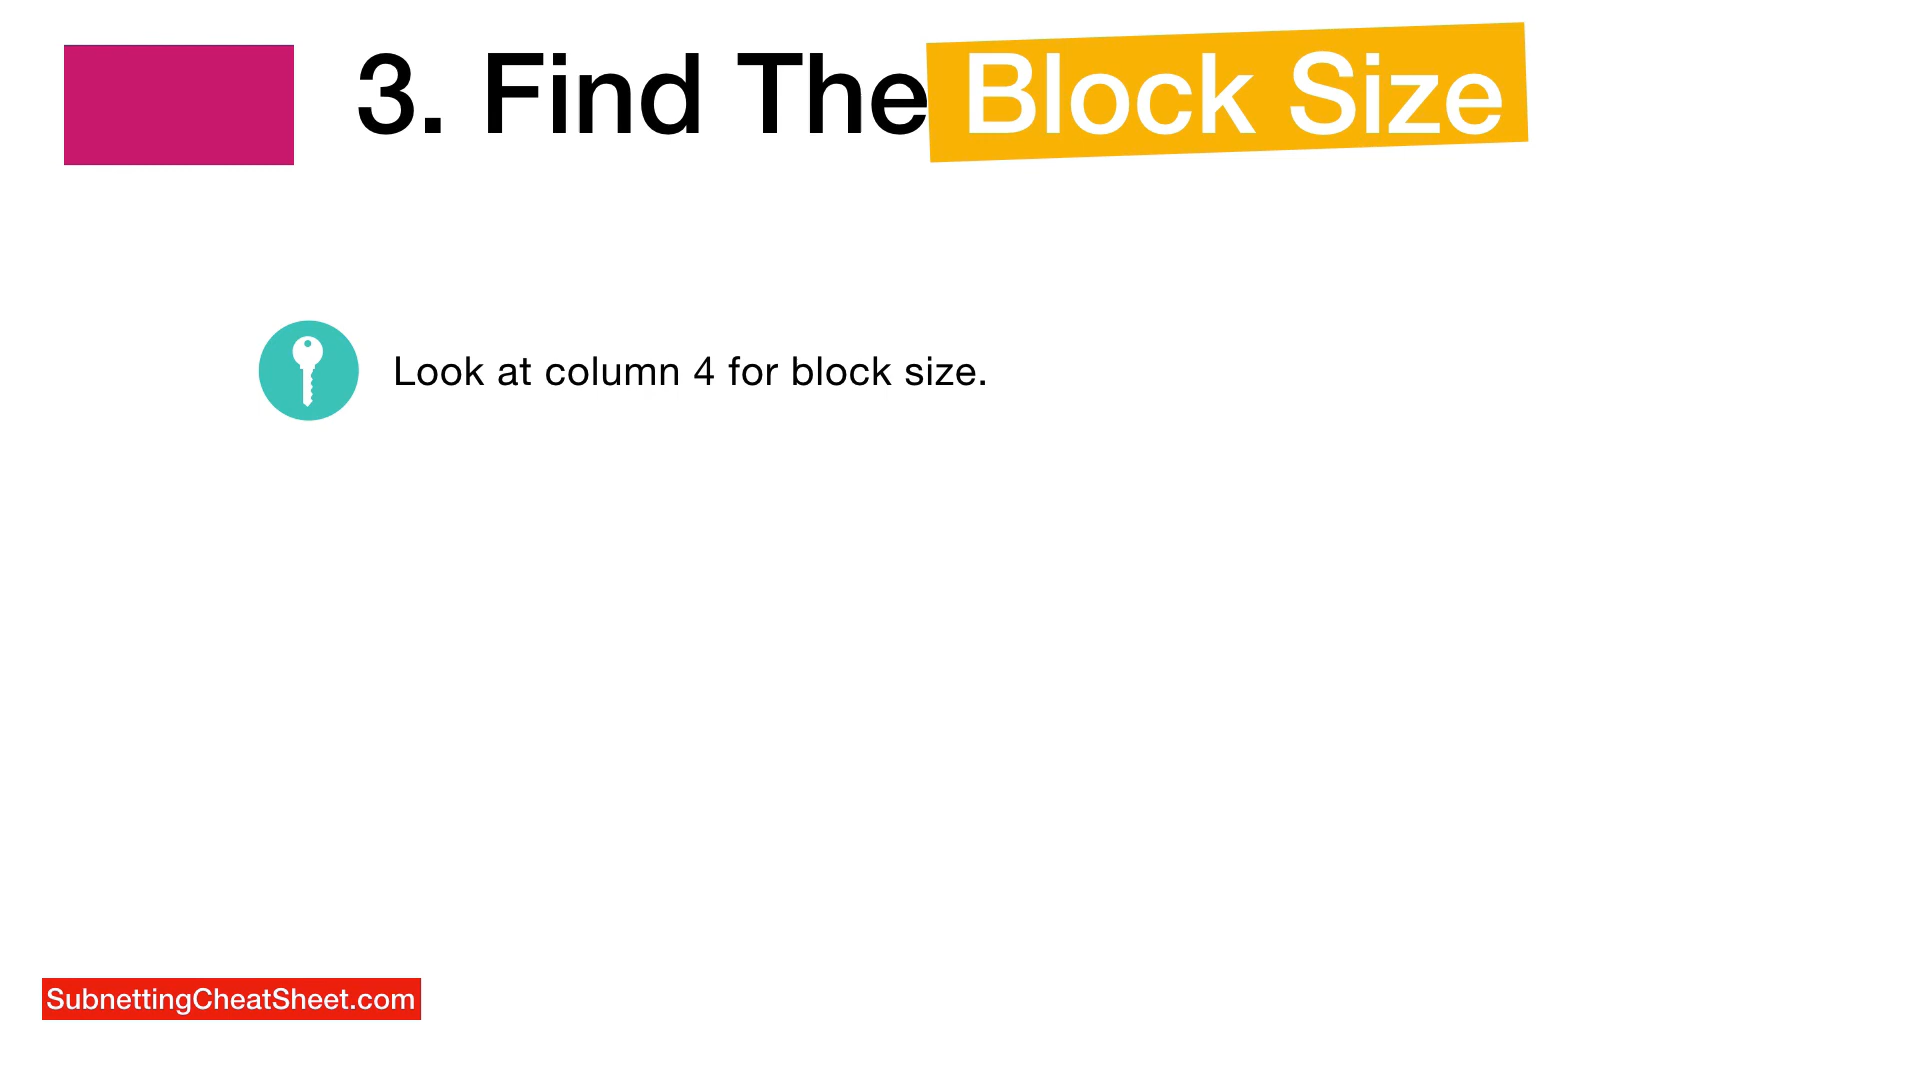 3. Find The Block Size
Look at column 4 for block size.
SubnettingCheatSheet.com